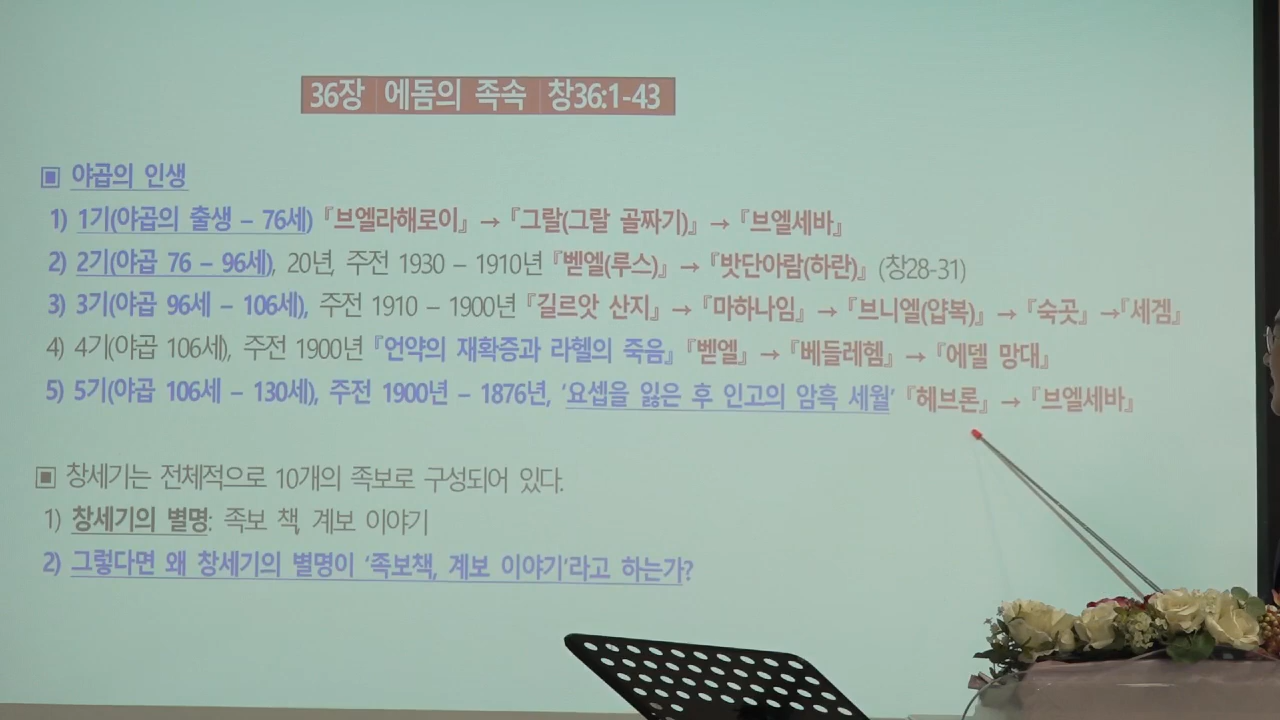 36장 에돔의 족속 창36:1-43
▣ 야곱의 인생
1) 1기(야곱의 출생 – 76세) 『브엘라해로이』 → 『그랄(그랄 골짜기)』 → 『브엘세바』
2) 2기(야곱 76 – 96세), 20년, 주전 1930 – 1910년 『벧엘(루스)』 → 『밧단아람(하란)』 (창28-31)
3) 3기(야곱 96세 – 106세), 주전 1910 – 1900년 『길르앗 산지』 → 『마하나임』 → 『브니엘(얍복)』 → 『숙곳』 →『세겜』
4) 4기(야곱 106세), 주전 1900년 『언약의 재확증과 라헬의 죽음』 『벧엘』 → 『베들레헴』 → 『에델 망대』
5) 5기(야곱 106세 – 130세), 주전 1900년 – 1876년, ‘요셉을 잃은 후 인고의 암흑 세월’ 『헤브론』 → 『브엘세바』
▣ 창세기는 전체적으로 10개의 족보로 구성되어 있다.
1) 창세기의 별명: 족보 책, 계보 이야기
2) 그렇다면 왜 창세기의 별명이 ‘족보책, 계보 이야기’라고 하는가?